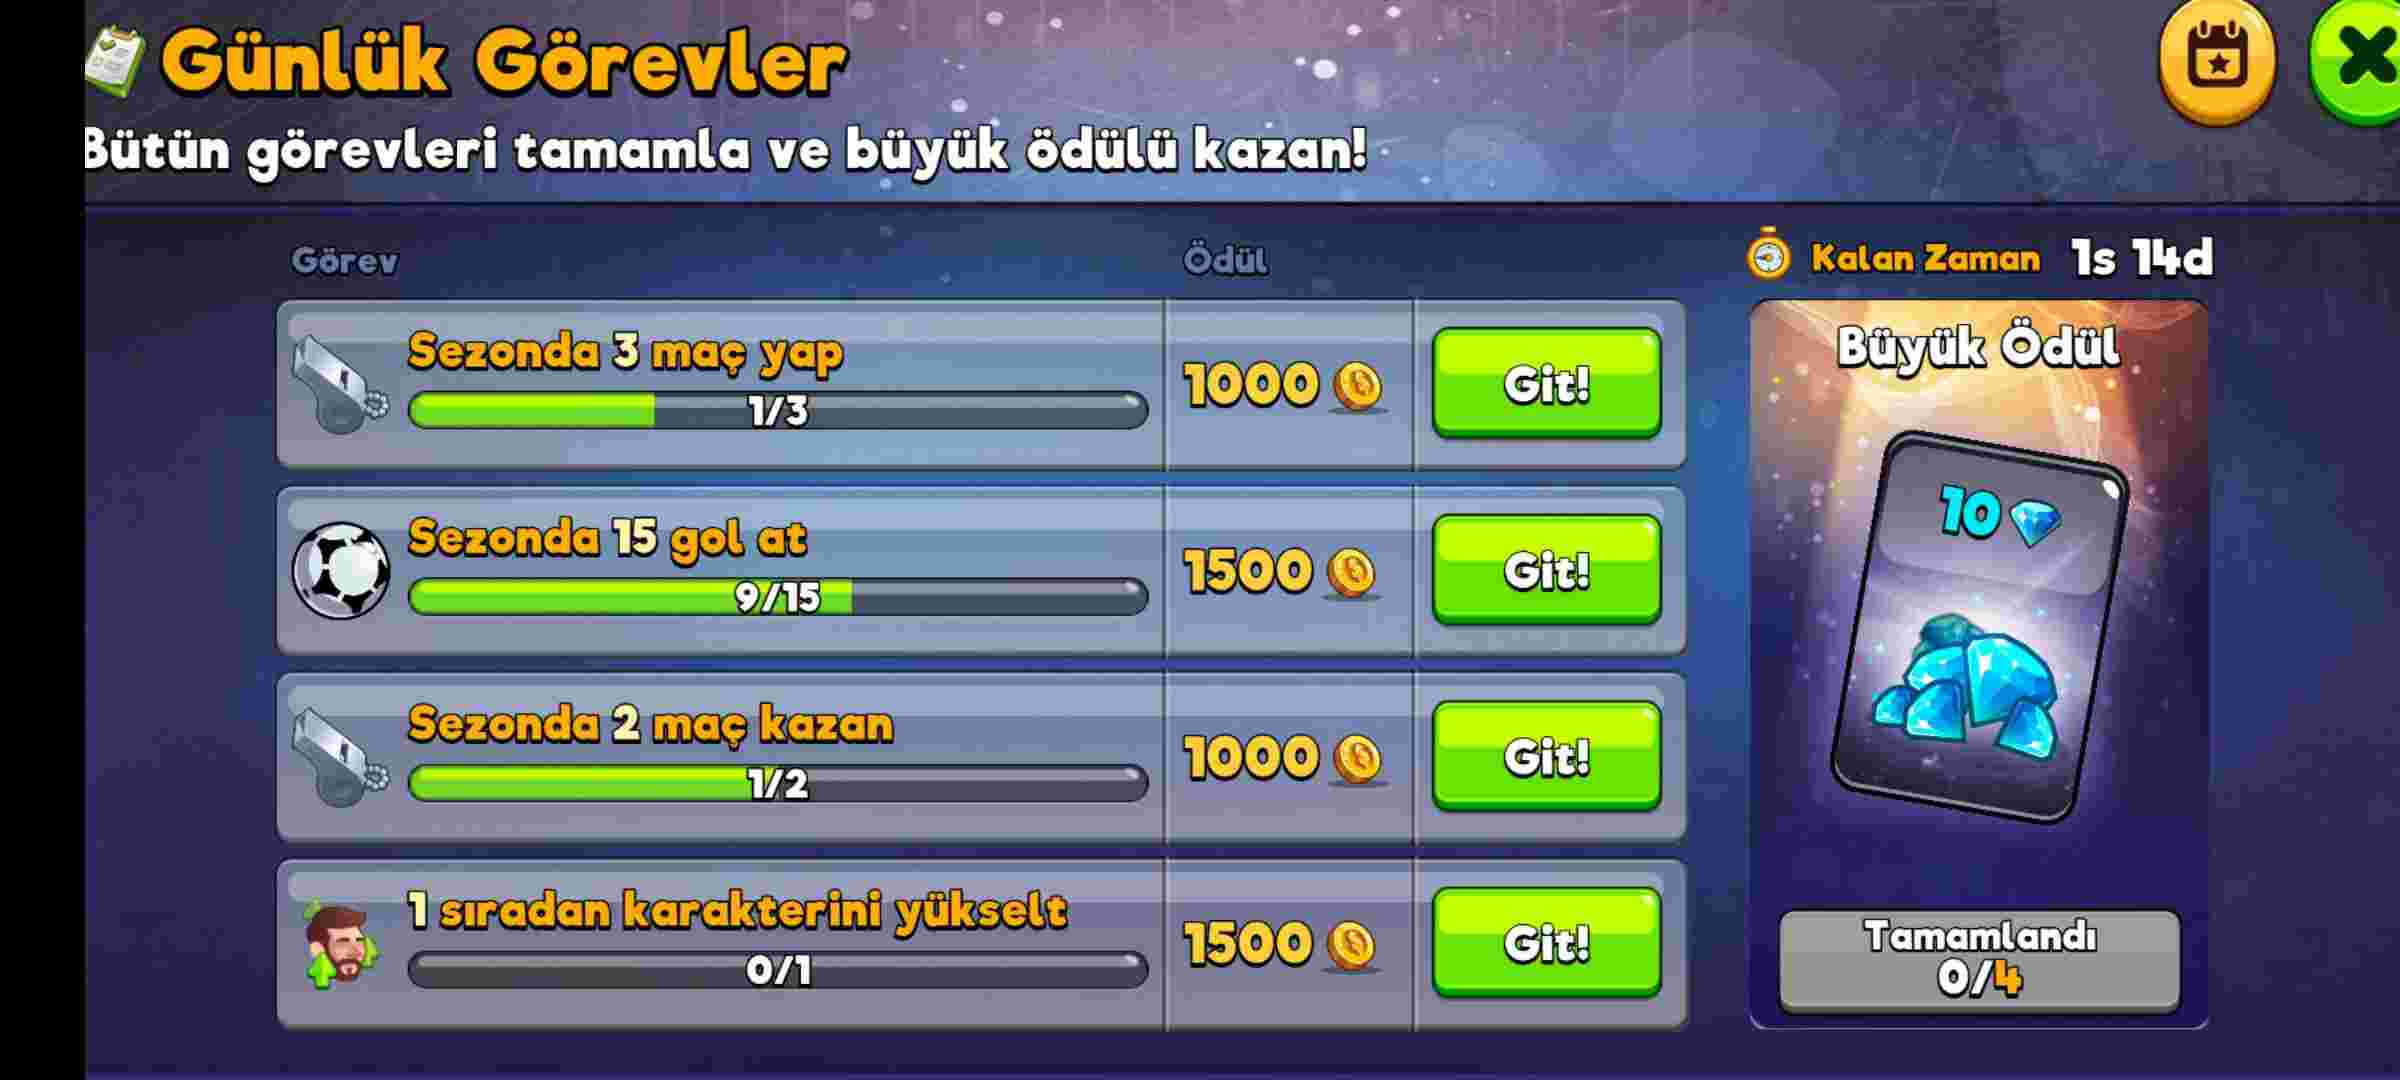 Günlük Görevler
Bütün görevleri tamamla ve büyük ödülü kazan!
Görev Ödül
Kalan Zaman 1s 14d
Sezonda 3 maç yap
1/3
1000
Git!
Sezonda 15 gol at
9/15
1500
Git!
Sezonda 2 maç kazan
1/2
1000
Git!
1 sıradan karakterini yükselt
0/1
1500
Git!
Büyük Ödül
10
Tamamlandı
0/4